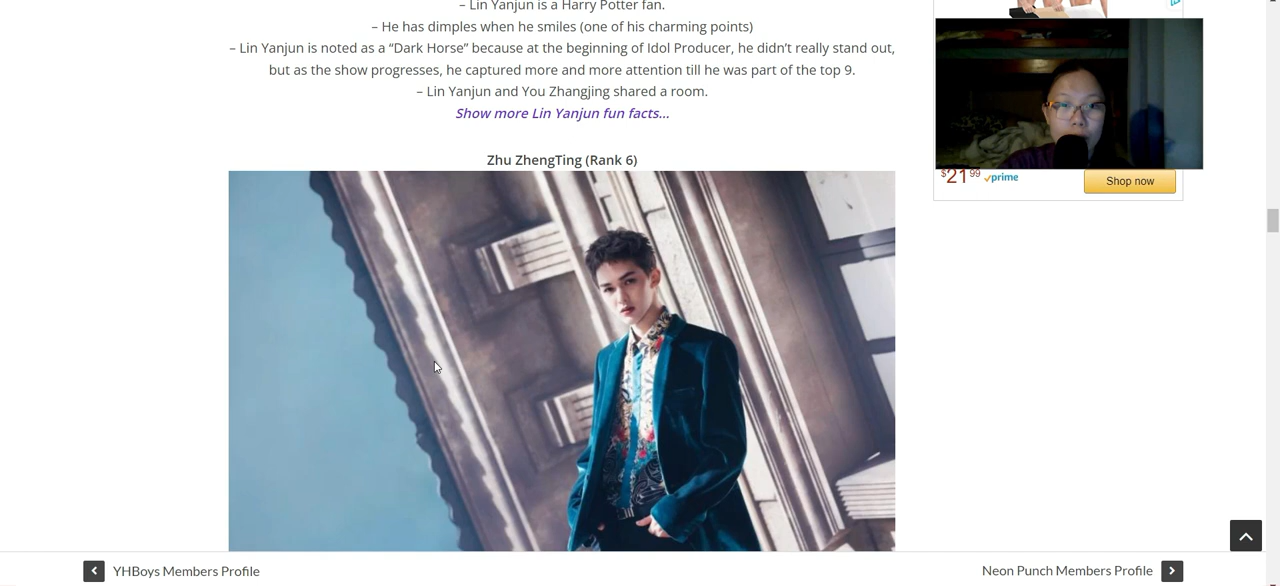 – Lin Yanjun is a Harry Potter fan.
– He has dimples when he smiles (one of his charming points)
– Lin Yanjun is noted as a “Dark Horse” because at the beginning of Idol Producer, he didn’t really stand out,
but as the show progresses, he captured more and more attention till he was part of the top 9.
– Lin Yanjun and You Zhangjing shared a room.
Show more Lin Yanjun fun facts...
$21 99 prime
Shop now
Zhu ZhengTing (Rank 6)
YHBoys Members Profile
Neon Punch Members Profile